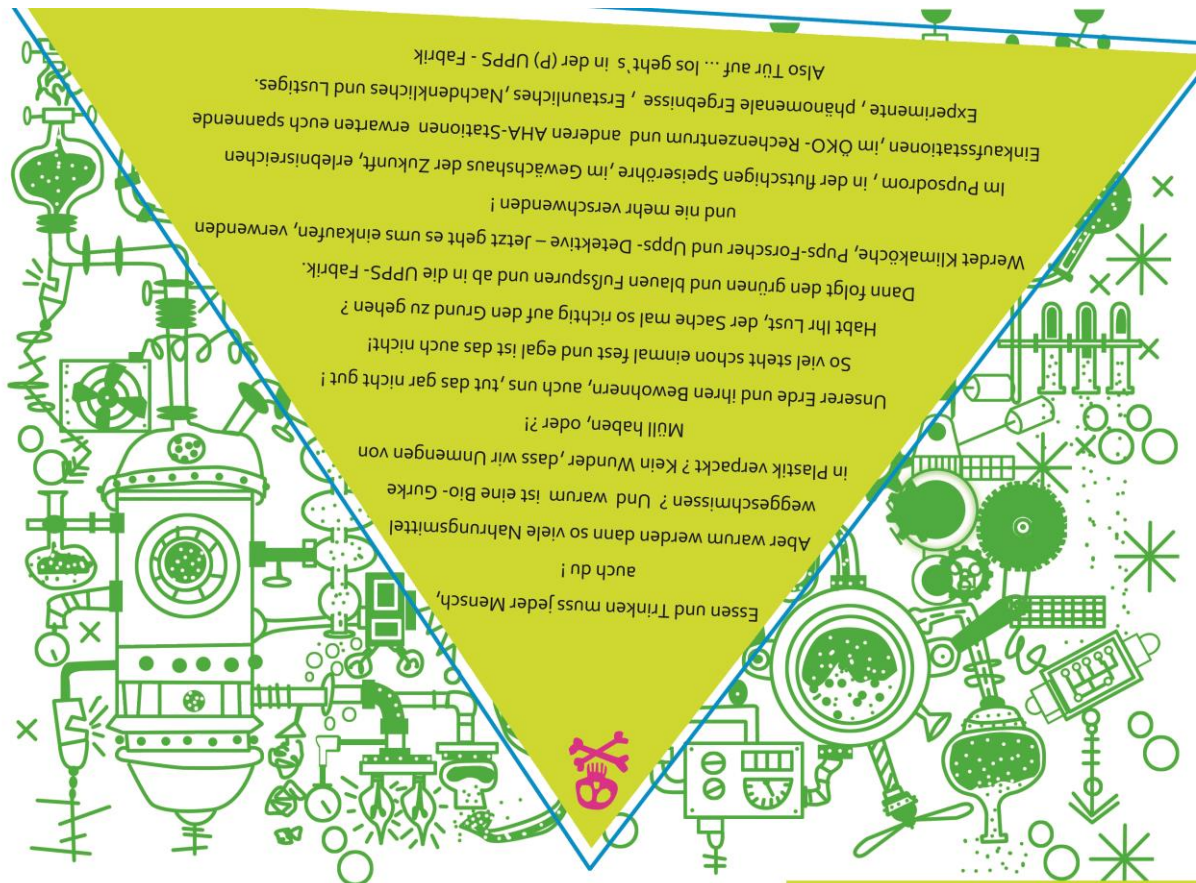 Essen und Trinken muss jeder Mensch,
auch du !
Aber warum werden dann so viele Nahrungsmittel
weggeschmissen ? Und warum ist eine Bio- Gurke
in Plastik verpackt ? Kein Wunder , dass wir Unmengen von
Müll haben, oder ?!
Unserer Erde und ihren Bewohnern, auch uns , tut das gar nicht gut !
So viel steht schon einmal fest und egal ist das auch nicht!
Habt Ihr Lust, der Sache mal so richtig auf den Grund zu gehen ?
Dann folgt den grünen und blauen Fußspuren und ab in die UPPS- Fabrik.
Werdet Klimaköche, Pups-Forscher und Upps- Detektive – Jetzt geht es ums einkaufen, verwenden
und nie mehr verschwenden !
Im Pupsodrom , in der flutschigen Speiseröhre , im Gewächshaus der Zukunft, erlebnisreichen
Einkaufsstationen , im ÖKO- Rechenzentrum und anderen AHA-Stationen erwarten euch spannende
Experimente , phänomenale Ergebnisse , Erstaunliches , Nachdenkliches und Lustiges.
Also Tür auf ... los geht`s in der (P) UPPS - Fabrik